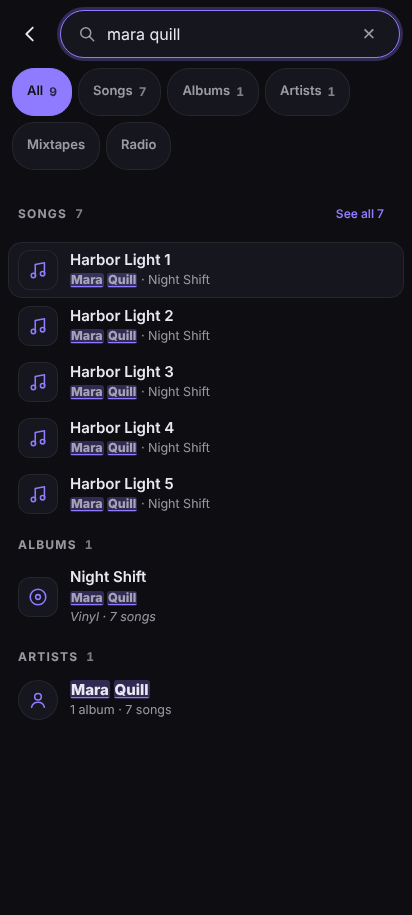 mara quill
All 9 Songs 7 Albums 1 Artists 1
Mixtapes Radio
SONGS 7 See all 7
Harbor Light 1
Mara Quill · Night Shift
Harbor Light 2
Mara Quill · Night Shift
Harbor Light 3
Mara Quill · Night Shift
Harbor Light 4
Mara Quill · Night Shift
Harbor Light 5
Mara Quill · Night Shift
ALBUMS 1
Night Shift
Mara Quill
Vinyl · 7 songs
ARTISTS 1
Mara Quill
1 album · 7 songs